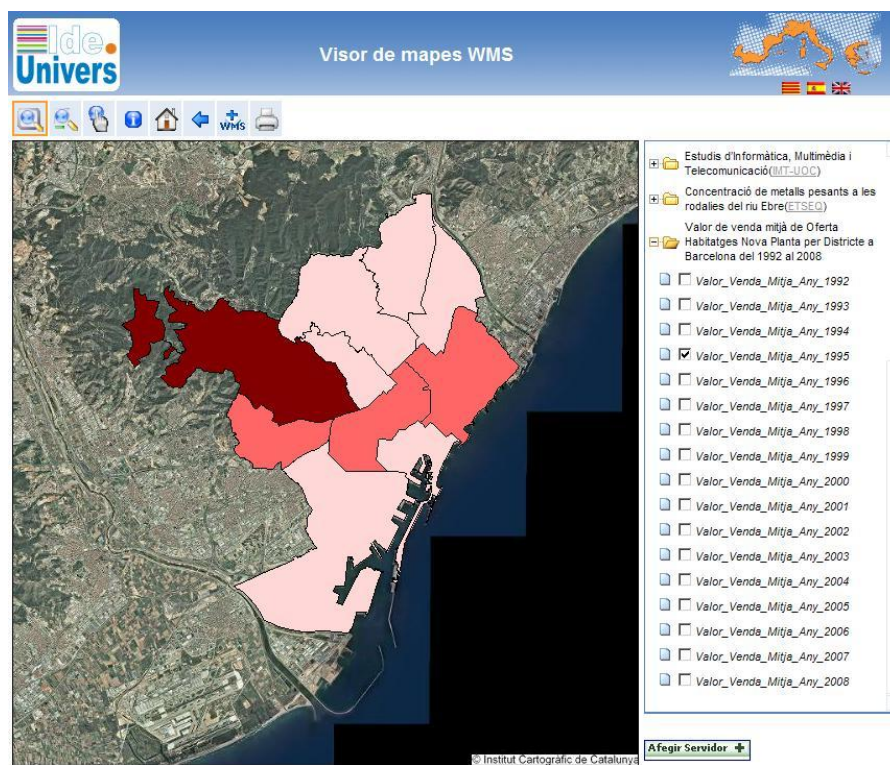 Ide.
Univers
Visor de mapes WMS
WMS
Estudis d'Informàtica, Multimèdia i
Telecomunicació(IMT-UOC)
Concentració de metalls pesants a les
rodalies del riu Ebre(ETSEQ)
Valor de venda mitjà de Oferta
Habitatges Nova Planta per Districte a
Barcelona del 1992 al 2008
Valor_Venda_Mitja_Any_1992
Valor_Venda_Mitja_Any_1993
Valor_Venda_Mitja_Any_1994
Valor_Venda_Mitja_Any_1995
Valor_Venda_Mitja_Any_1996
Valor_Venda_Mitja_Any_1997
Valor_Venda_Mitja_Any_1998
Valor_Venda_Mitja_Any_1999
Valor_Venda_Mitja_Any_2000
Valor_Venda_Mitja_Any_2001
Valor_Venda_Mitja_Any_2002
Valor_Venda_Mitja_Any_2003
Valor_Venda_Mitja_Any_2004
Valor_Venda_Mitja_Any_2005
Valor_Venda_Mitja_Any_2006
Valor_Venda_Mitja_Any_2007
Valor_Venda_Mitja_Any_2008
© Institut Cartogràfic de Catalunya
Afegir Servidor +